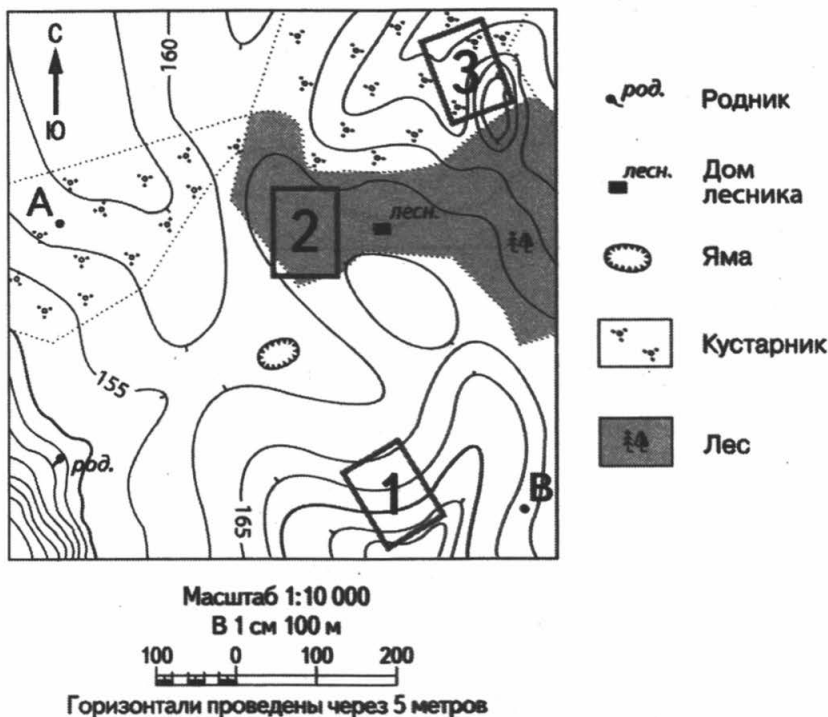 С
Ю
160
3
А
2
лесн.
155
род.
165
1
В
род. Родник
лесн. Дом
лесника
Яма
Кустарник
Лес
Масштаб 1:10 000
В 1 см 100 м
100 0 100 200
Горизонтали проведены через 5 метров